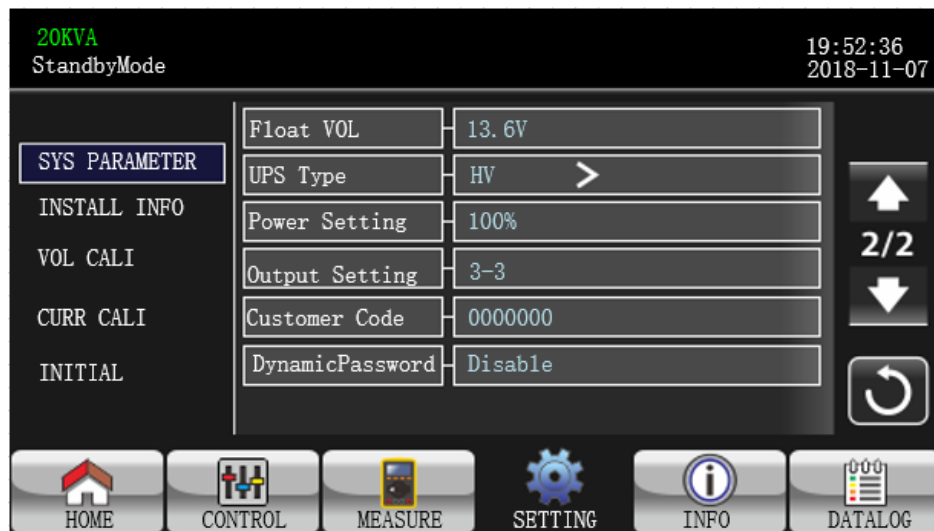 20KVA
StandbyMode
19:52:36
2018-11-07
SYS PARAMETER
INSTALL INFO
VOL CALI
CURR CALI
INITIAL
Float VOL 13.6V
UPS Type HV >
Power Setting 100%
Output Setting 3-3
Customer Code 0000000
DynamicPassword Disable
2/2
HOME CONTROL MEASURE SETTING INFO DATALOG